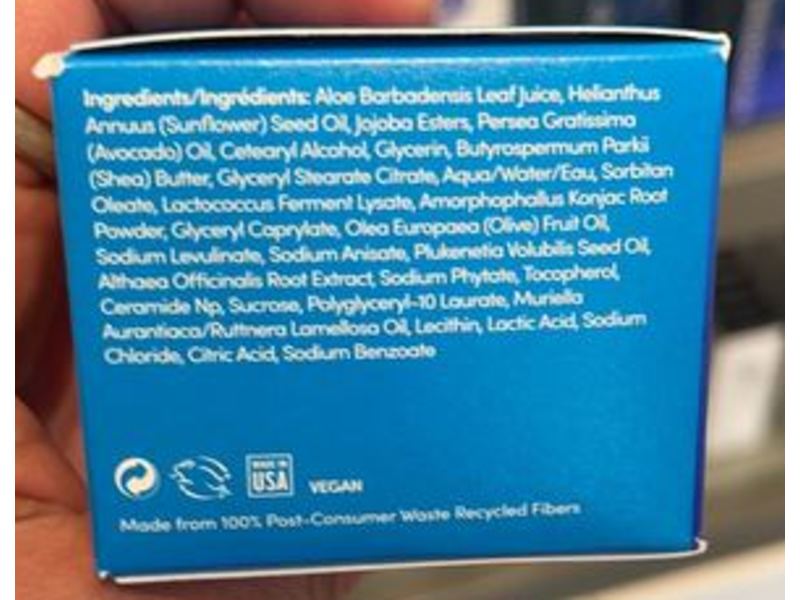 Ingredients/Ingrédients: Aloe Barbadensis Leaf Juice, Helianthus
Annuus (Sunflower) Seed Oil, Jojoba Esters, Persea Gratissima
(Avocado) Oil, Cetearyl Alcohol, Glycerin, Butyrospermum Parkii
(Shea) Butter, Glyceryl Stearate Citrate, Aqua/Water/Eau, Sorbitan
Oleate, Lactococcus Ferment Lysate, Amorphophallus Konjac Root
Powder, Glyceryl Caprylate, Olea Europaea (Olive) Fruit Oil,
Sodium Levulinate, Sodium Anisate, Plukenetia Volubilis Seed Oil,
Althaea Officinalis Root Extract, Sodium Phytate, Tocopherol,
Ceramide Np, Sucrose, Polyglyceryl-10 Laurate, Muriella
Aurantiaca/Ruttnera Lamellosa Oil, Lecithin, Lactic Acid, Sodium
Chloride, Citric Acid, Sodium Benzoate
MADE IN
USA
VEGAN
Made from 100% Post-Consumer Waste Recycled Fibers